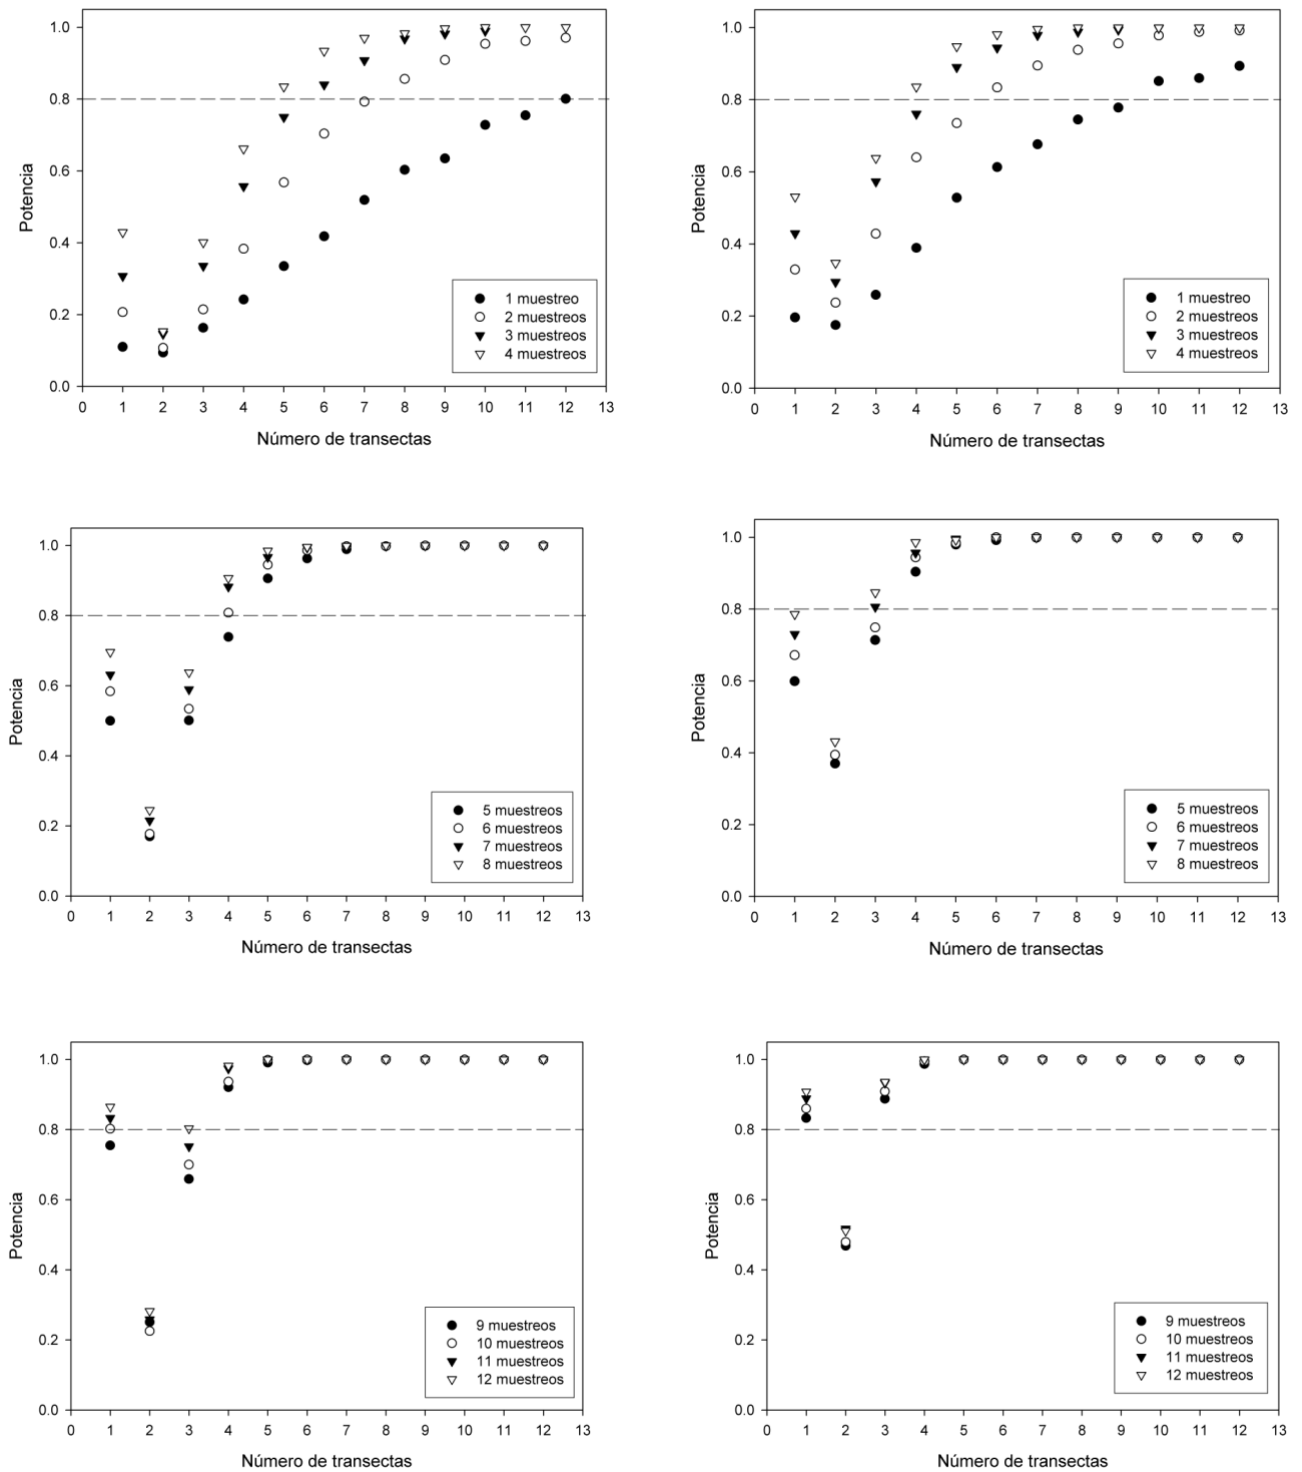 1.0
0.8
0.6
0.4
0.2
0.0
Potencia
0 1 2 3 4 5 6 7 8 9 10 11 12 13
Número de transectas
1 muestreo
2 muestreos
3 muestreos
4 muestreos
1.0
0.8
0.6
0.4
0.2
0.0
Potencia
0 1 2 3 4 5 6 7 8 9 10 11 12 13
Número de transectas
1 muestreo
2 muestreos
3 muestreos
4 muestreos
1.0
0.8
0.6
0.4
0.2
0.0
Potencia
0 1 2 3 4 5 6 7 8 9 10 11 12 13
Número de transectas
5 muestreos
6 muestreos
7 muestreos
8 muestreos
1.0
0.8
0.6
0.4
0.2
0.0
Potencia
0 1 2 3 4 5 6 7 8 9 10 11 12 13
Número de transectas
5 muestreos
6 muestreos
7 muestreos
8 muestreos
1.0
0.8
0.6
0.4
0.2
0.0
Potencia
0 1 2 3 4 5 6 7 8 9 10 11 12 13
Número de transectas
9 muestreos
10 muestreos
11 muestreos
12 muestreos
1.0
0.8
0.6
0.4
0.2
0.0
Potencia
0 1 2 3 4 5 6 7 8 9 10 11 12 13
Número de transectas
9 muestreos
10 muestreos
11 muestreos
12 muestreos